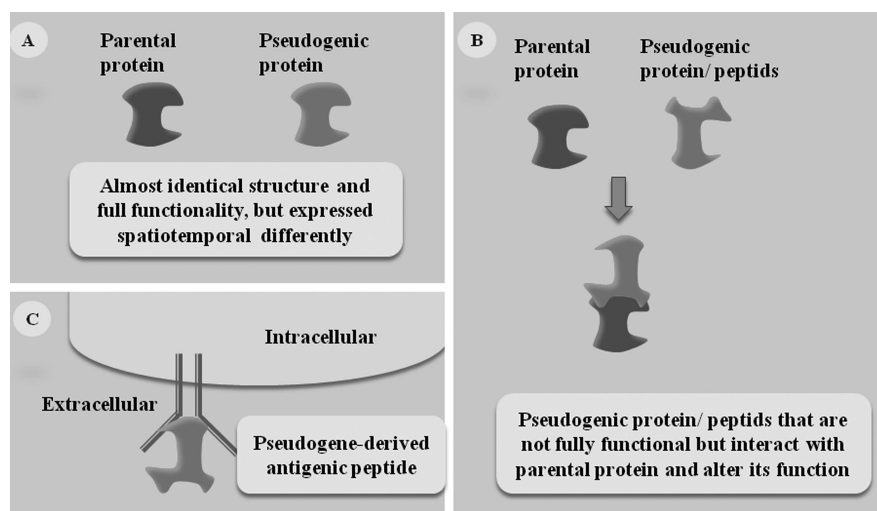 A
Parental
protein
Pseudogenic
protein
Almost identical structure and
full functionality, but expressed
spatiotemporal differently
B
Parental
protein
Pseudogenic
protein/ peptids
Pseudogenic protein/ peptids that are
not fully functional but interact with
parental protein and alter its function
C
Intracellular
Extracellular
Pseudogene-derived
antigenic peptide